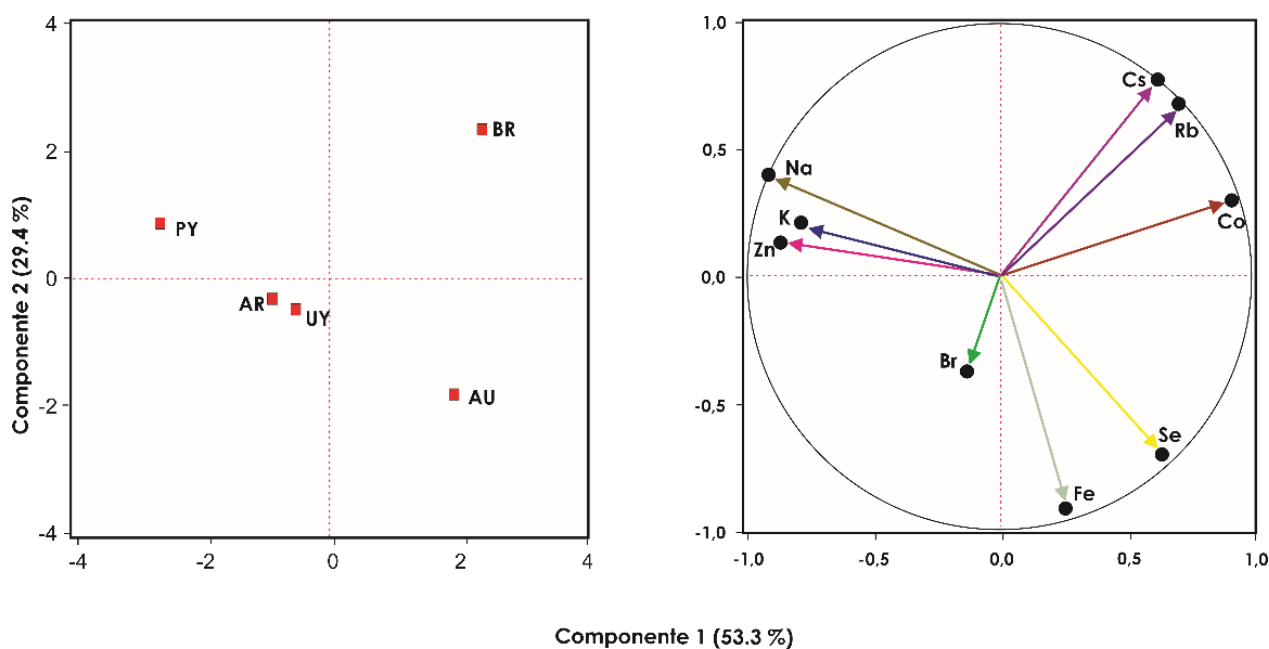 Componente 2 (29.4 %)
4
2
0
-2
-4
-4
-2
0
2
4
BR
PY
AR
UY
AU
1,0
0,5
0,0
-0,5
-1,0
-1,0
-0,5
0,0
0,5
1,0
Cs
Rb
Na
K
Zn
Co
Br
Se
Fe
Componente 1 (53.3 %)